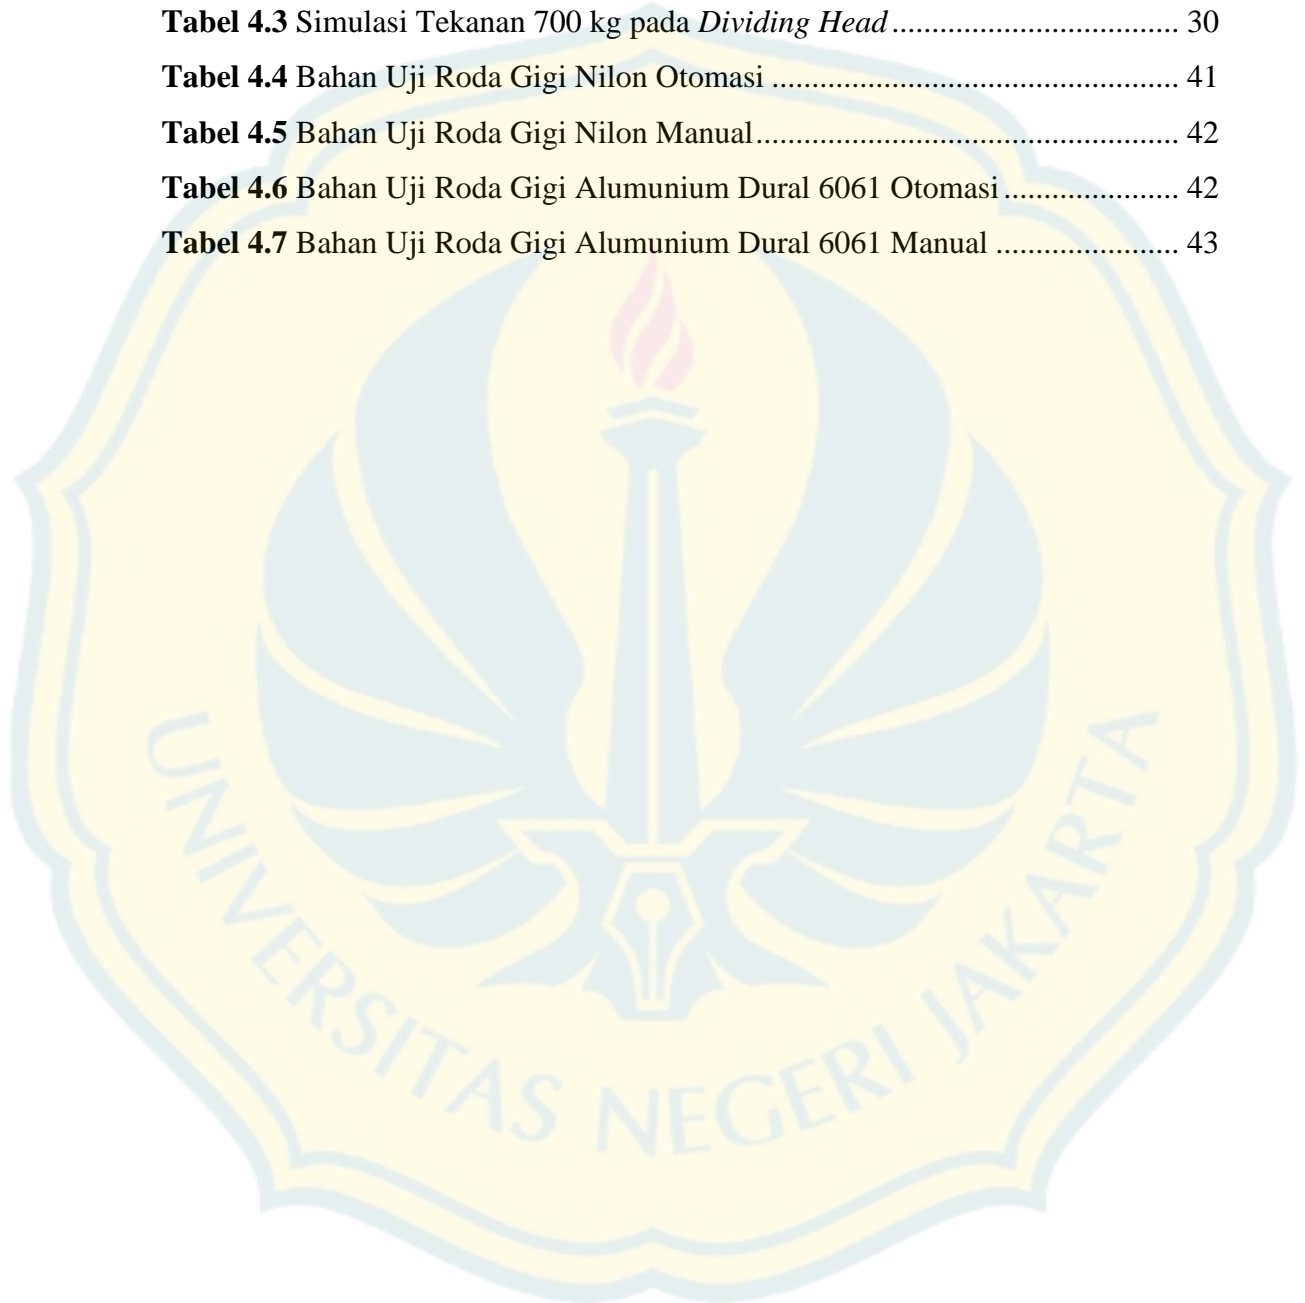 Tabel 4.3 Simulasi Tekanan 700 kg pada Dividing Head ................................... 30
Tabel 4.4 Bahan Uji Roda Gigi Nilon Otomasi .................................................. 41
Tabel 4.5 Bahan Uji Roda Gigi Nilon Manual.................................................... 42
Tabel 4.6 Bahan Uji Roda Gigi Alumunium Dural 6061 Otomasi ..................... 42
Tabel 4.7 Bahan Uji Roda Gigi Alumunium Dural 6061 Manual ...................... 43
UNIVERSITAS NEGERI JAKARTA